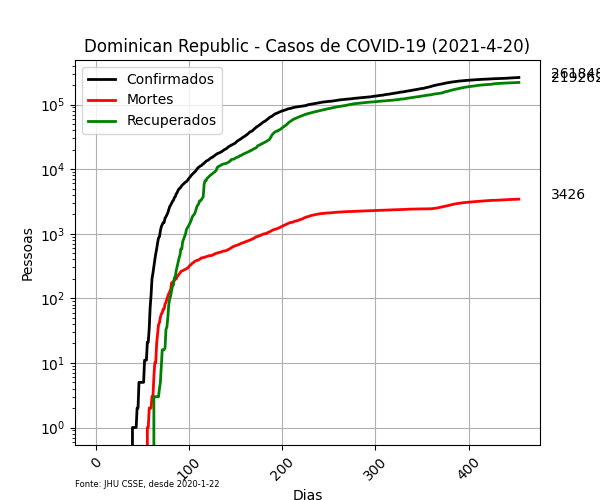 Dominican Republic - Casos de COVID-19 (2021-4-20)
Confirmados
Mortes
Recuperados
3426
Pessoas
10⁵
10⁴
10³
10²
10¹
10⁰
0
100
200
300
400
Fonte: JHU CSSE, desde 2020-1-22
Dias